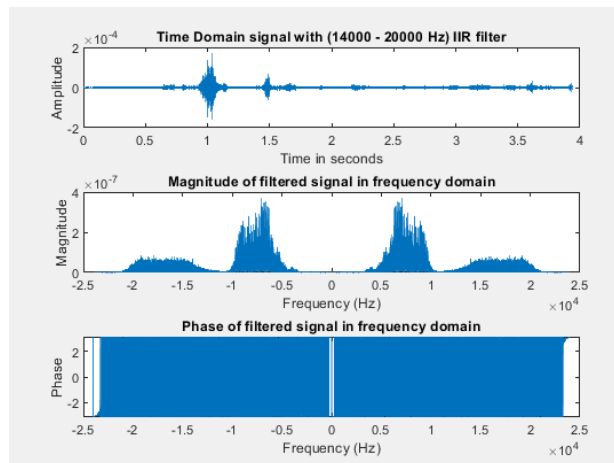 Time Domain signal with (14000 - 20000 Hz) IIR filter
×10-4
2
0
-2
Amplitude
0 0.5 1 1.5 2 2.5 3 3.5 4
Time in seconds
Magnitude of filtered signal in frequency domain
×10-7
4
2
0
Magnitude
-2.5 -2 -1.5 -1 -0.5 0 0.5 1 1.5 2 2.5
Frequency (Hz)
×10^4
Phase of filtered signal in frequency domain
2
0
-2
Phase
-2.5 -2 -1.5 -1 -0.5 0 0.5 1 1.5 2 2.5
Frequency (Hz)
×10^4